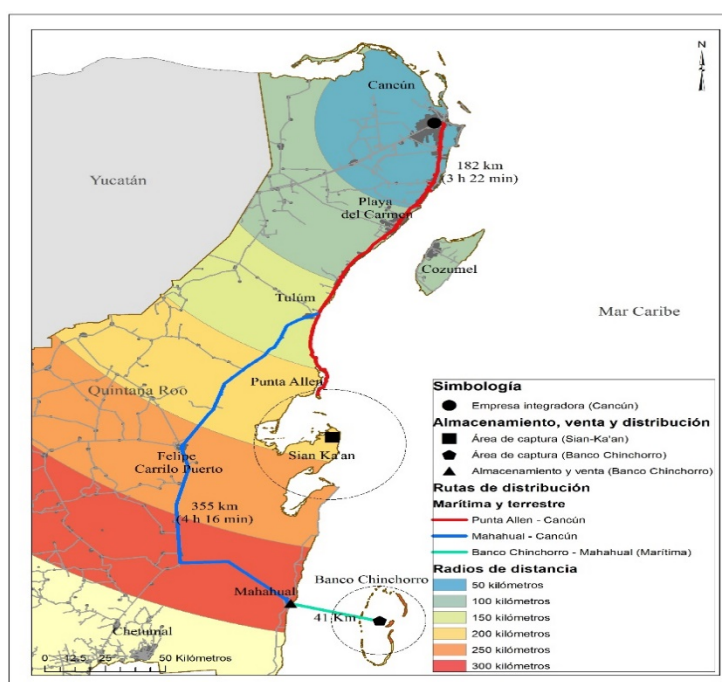 N
Cancún
182 km
(3 h 22 min)
Yucatán
Playa
del Carmen
Cozumel
Tulúm
Mar Caribe
Punta Allen
Quintana Roó
Sian Ka'an
Felipe
Carrilo Puerto
355 km
(4 h 16 min)
Banco Chinchorro
Mahahual
41 Km
Chetumal
0 12.5 25 50 Kilómetros
Simbología
Empresa integradora (Cancún)
Almacenamiento, venta y distribución
Área de captura (Sian-Ka'an)
Área de captura (Banco Chinchorro)
Almacenamiento y venta (Banco Chinchorro)
Rutas de distribución
Marítima y terrestre
Punta Allen - Cancún
Mahahual - Cancún
Banco Chinchorro - Mahahual (Marítima)
Radios de distancia
50 kilómetros
100 kilómetros
150 kilómetros
200 kilómetros
250 kilómetros
300 kilómetros